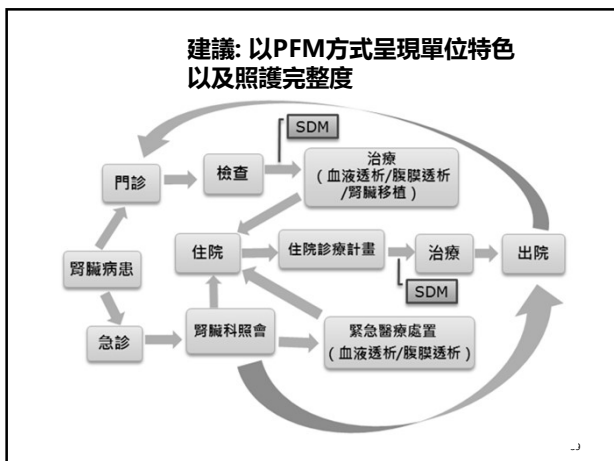 建議: 以PFM方式呈現單位特色
以及照護完整度
SDM
門診
檢查
治療
(血液透析/腹膜透析
/腎臟移植)
腎臟病患
住院
住院診療計畫
治療
出院
SDM
急診
腎臟科照會
緊急醫療處置
(血液透析/腹膜透析)